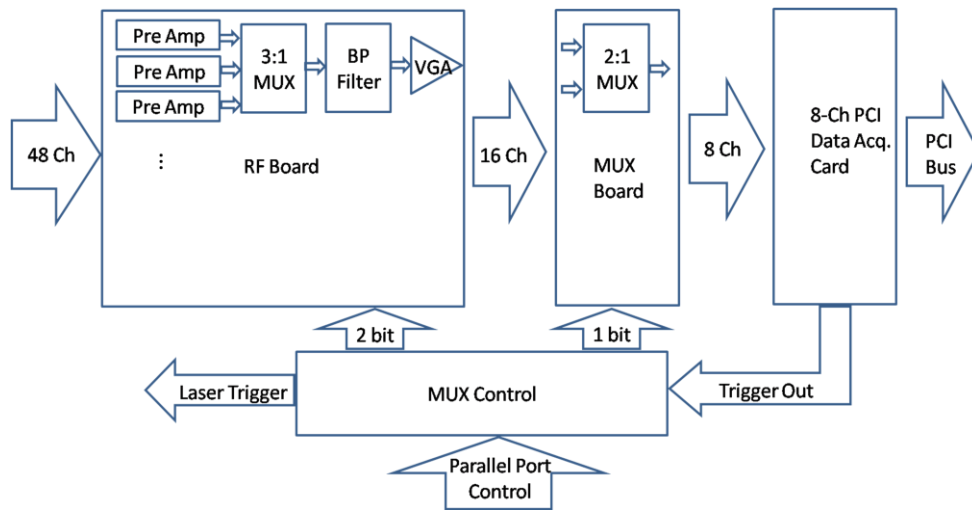 Pre Amp
Pre Amp
Pre Amp
⋮
3:1
MUX
BP
Filter
VGA
RF Board
48 Ch
16 Ch
2:1
MUX
MUX
Board
8 Ch
8-Ch PCI
Data Acq.
Card
PCI
Bus
2 bit
1 bit
Laser Trigger
MUX Control
Trigger Out
Parallel Port
Control